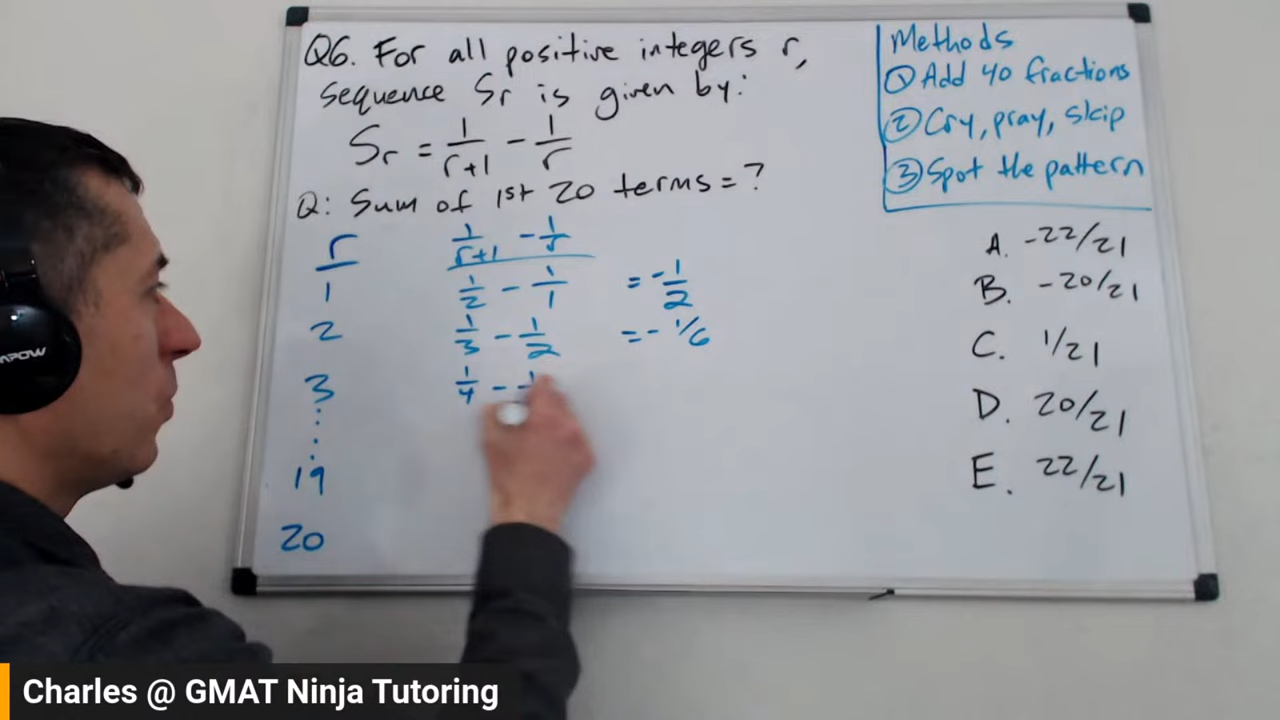 Q6. For all positive integers r,
sequence Sr is given by:
Sr = 1/r+1 - 1/r
Q: Sum of 1st 20 terms = ?
r 1/r+1 - 1/r
1 1/2 - 1/1 = -1/2
2 1/3 - 1/2 = - 1/6
3 1/4 -
:
:
19
20
Methods
① Add 40 fractions
② Cry, pray, skip
③ Spot the pattern
A. -22/21
B. -20/21
C. 1/21
D. 20/21
E. 22/21
Charles @ GMAT Ninja Tutoring